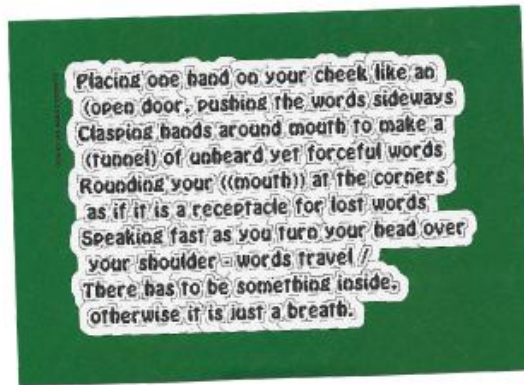 Placing one hand on your cheek like an
(open door, pushing the words sideways
Clasping hands around mouth to make a
(tunnel) of unheard yet forceful words
Rounding your ((mouth)) at the corners
as if it is a receptacle for lost words
Speaking fast as you turn your head over
your shoulder - words travel /
There has to be something inside,
otherwise it is just a breath.